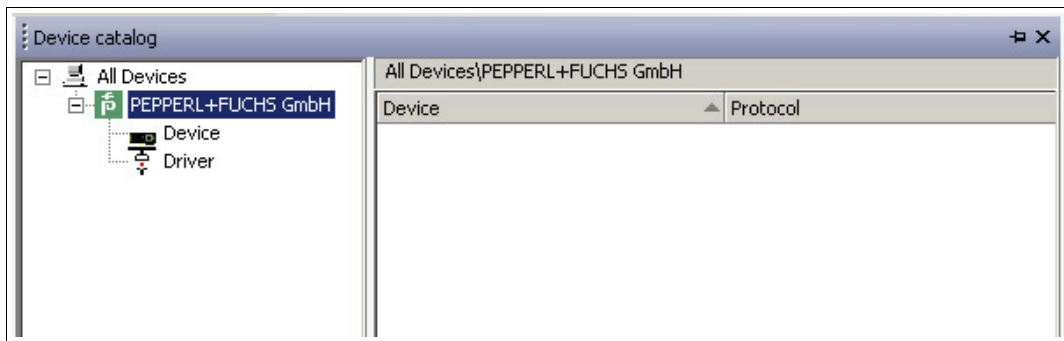 Device catalog
All Devices
PEPPERL+FUCHS GmbH
Device
Driver
All Devices\PEPPERL+FUCHS GmbH
Device
Protocol